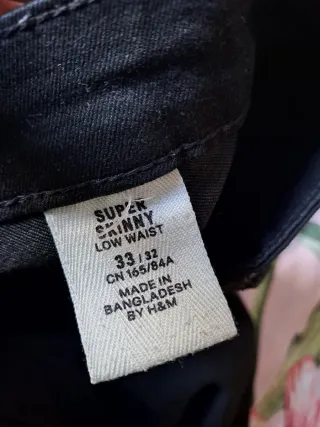 SUPER
SKINNY
LOW WAIST
33 / 32
CN 165/84A
MADE IN
BANGLADESH
BY H&M